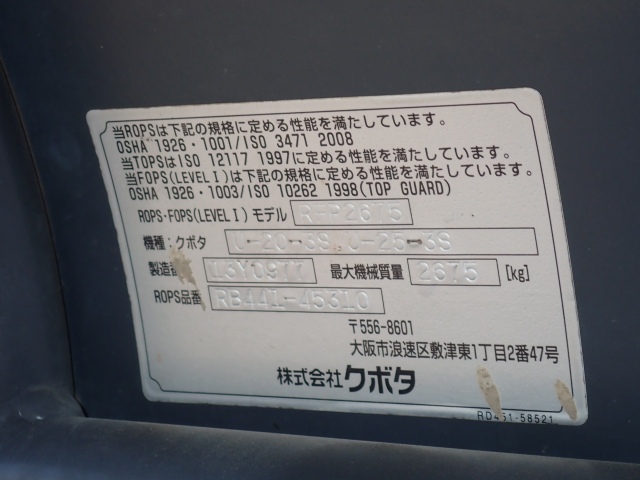 当ROPSは下記の規格に定める性能を満たしています。
OSHA 1926・1001/ISO 3471 2008
当TOPSはISO 12117 1997に定める性能を満たしています。
当FOPS(LEVELⅠ)は下記の規格に定める性能を満たしています。
OSHA 1926・1003/ISO 10262 1998(TOP GUARD)
ROPS・FOPS(LEVELⅠ)モデル R-P2675
機種：クボタ U-20-3S,U-25-3S
製造番 最大機械質量 2675 [kg]
ROPS品番 RB441-45310
〒556-8601
大阪市浪速区敷津東1丁目2番47号
株式会社クボタ
RD451-58521